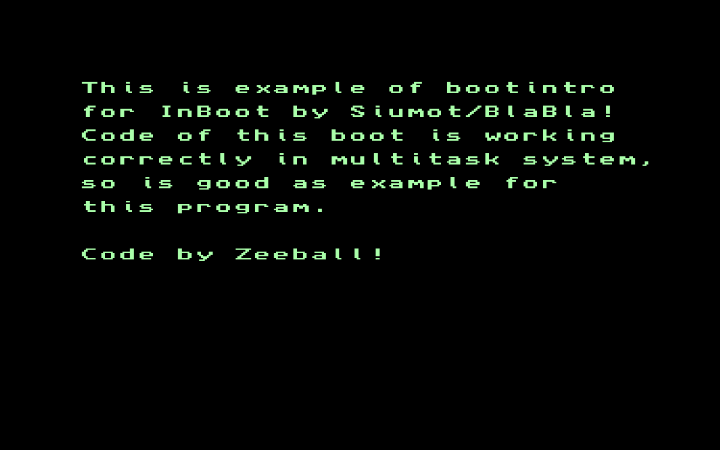 This is example of bootintro
for InBoot by Siumot/BlaBla!
Code of this boot is working
correctly in multitask system,
so is good as example for
this program.
Code by Zeeball!